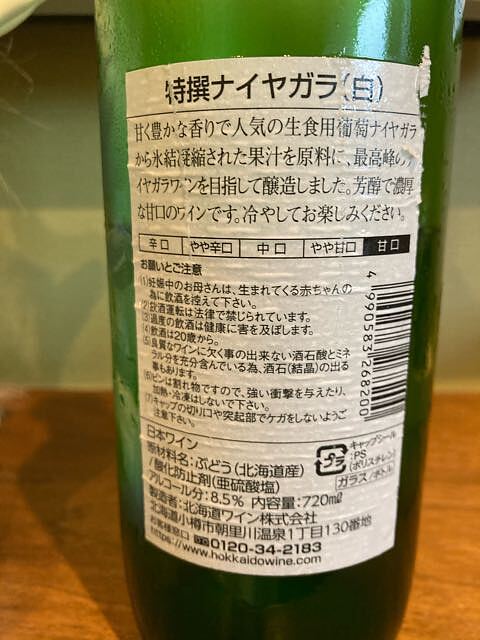 特撰ナイヤガラ(白)
甘く豊かな香りで人気の生食用葡萄ナイヤガラ
から氷結凝縮された果汁を原料に、最高峰のナ
イヤガラワインを目指して醸造しました。芳醇で濃厚
な甘口のワインです。冷やしてお楽しみください。
辛口 やや辛口 中口 やや甘口 甘口
お願いとご注意
(1)妊娠中のお母さんは、生まれてくる赤ちゃんの
為に飲酒を控えて下さい。
(2)飲酒運転は法律で禁じられています。
(3)過度の飲酒は健康に害を及ぼします。
(4)飲酒は20歳から。
(5)良質なワインに欠く事の出来ない酒石酸とミネ
ラル分を充分含んでいる為、酒石(結晶)の出る
事もあります。
(6)ビンは割れ物ですので、強い衝撃を与えたり、
加熱・冷凍はしないで下さい。
(7)キャップの切り口や突起部でケガをしないようご
注意下さい。
4 990583 268200
日本ワイン
原材料名:ぶどう(北海道産)
/酸化防止剤(亜硫酸塩)
アルコール分:8.5% 内容量:720ml
製造者:北海道ワイン株式会社
北海道小樽市朝里川温泉1丁目130番地
お客様窓口 0120-34-2183
https://www.hokkaidowine.com
プラ
キャップシール
:PS
(ポリスチレン)
ガラス/ボトル